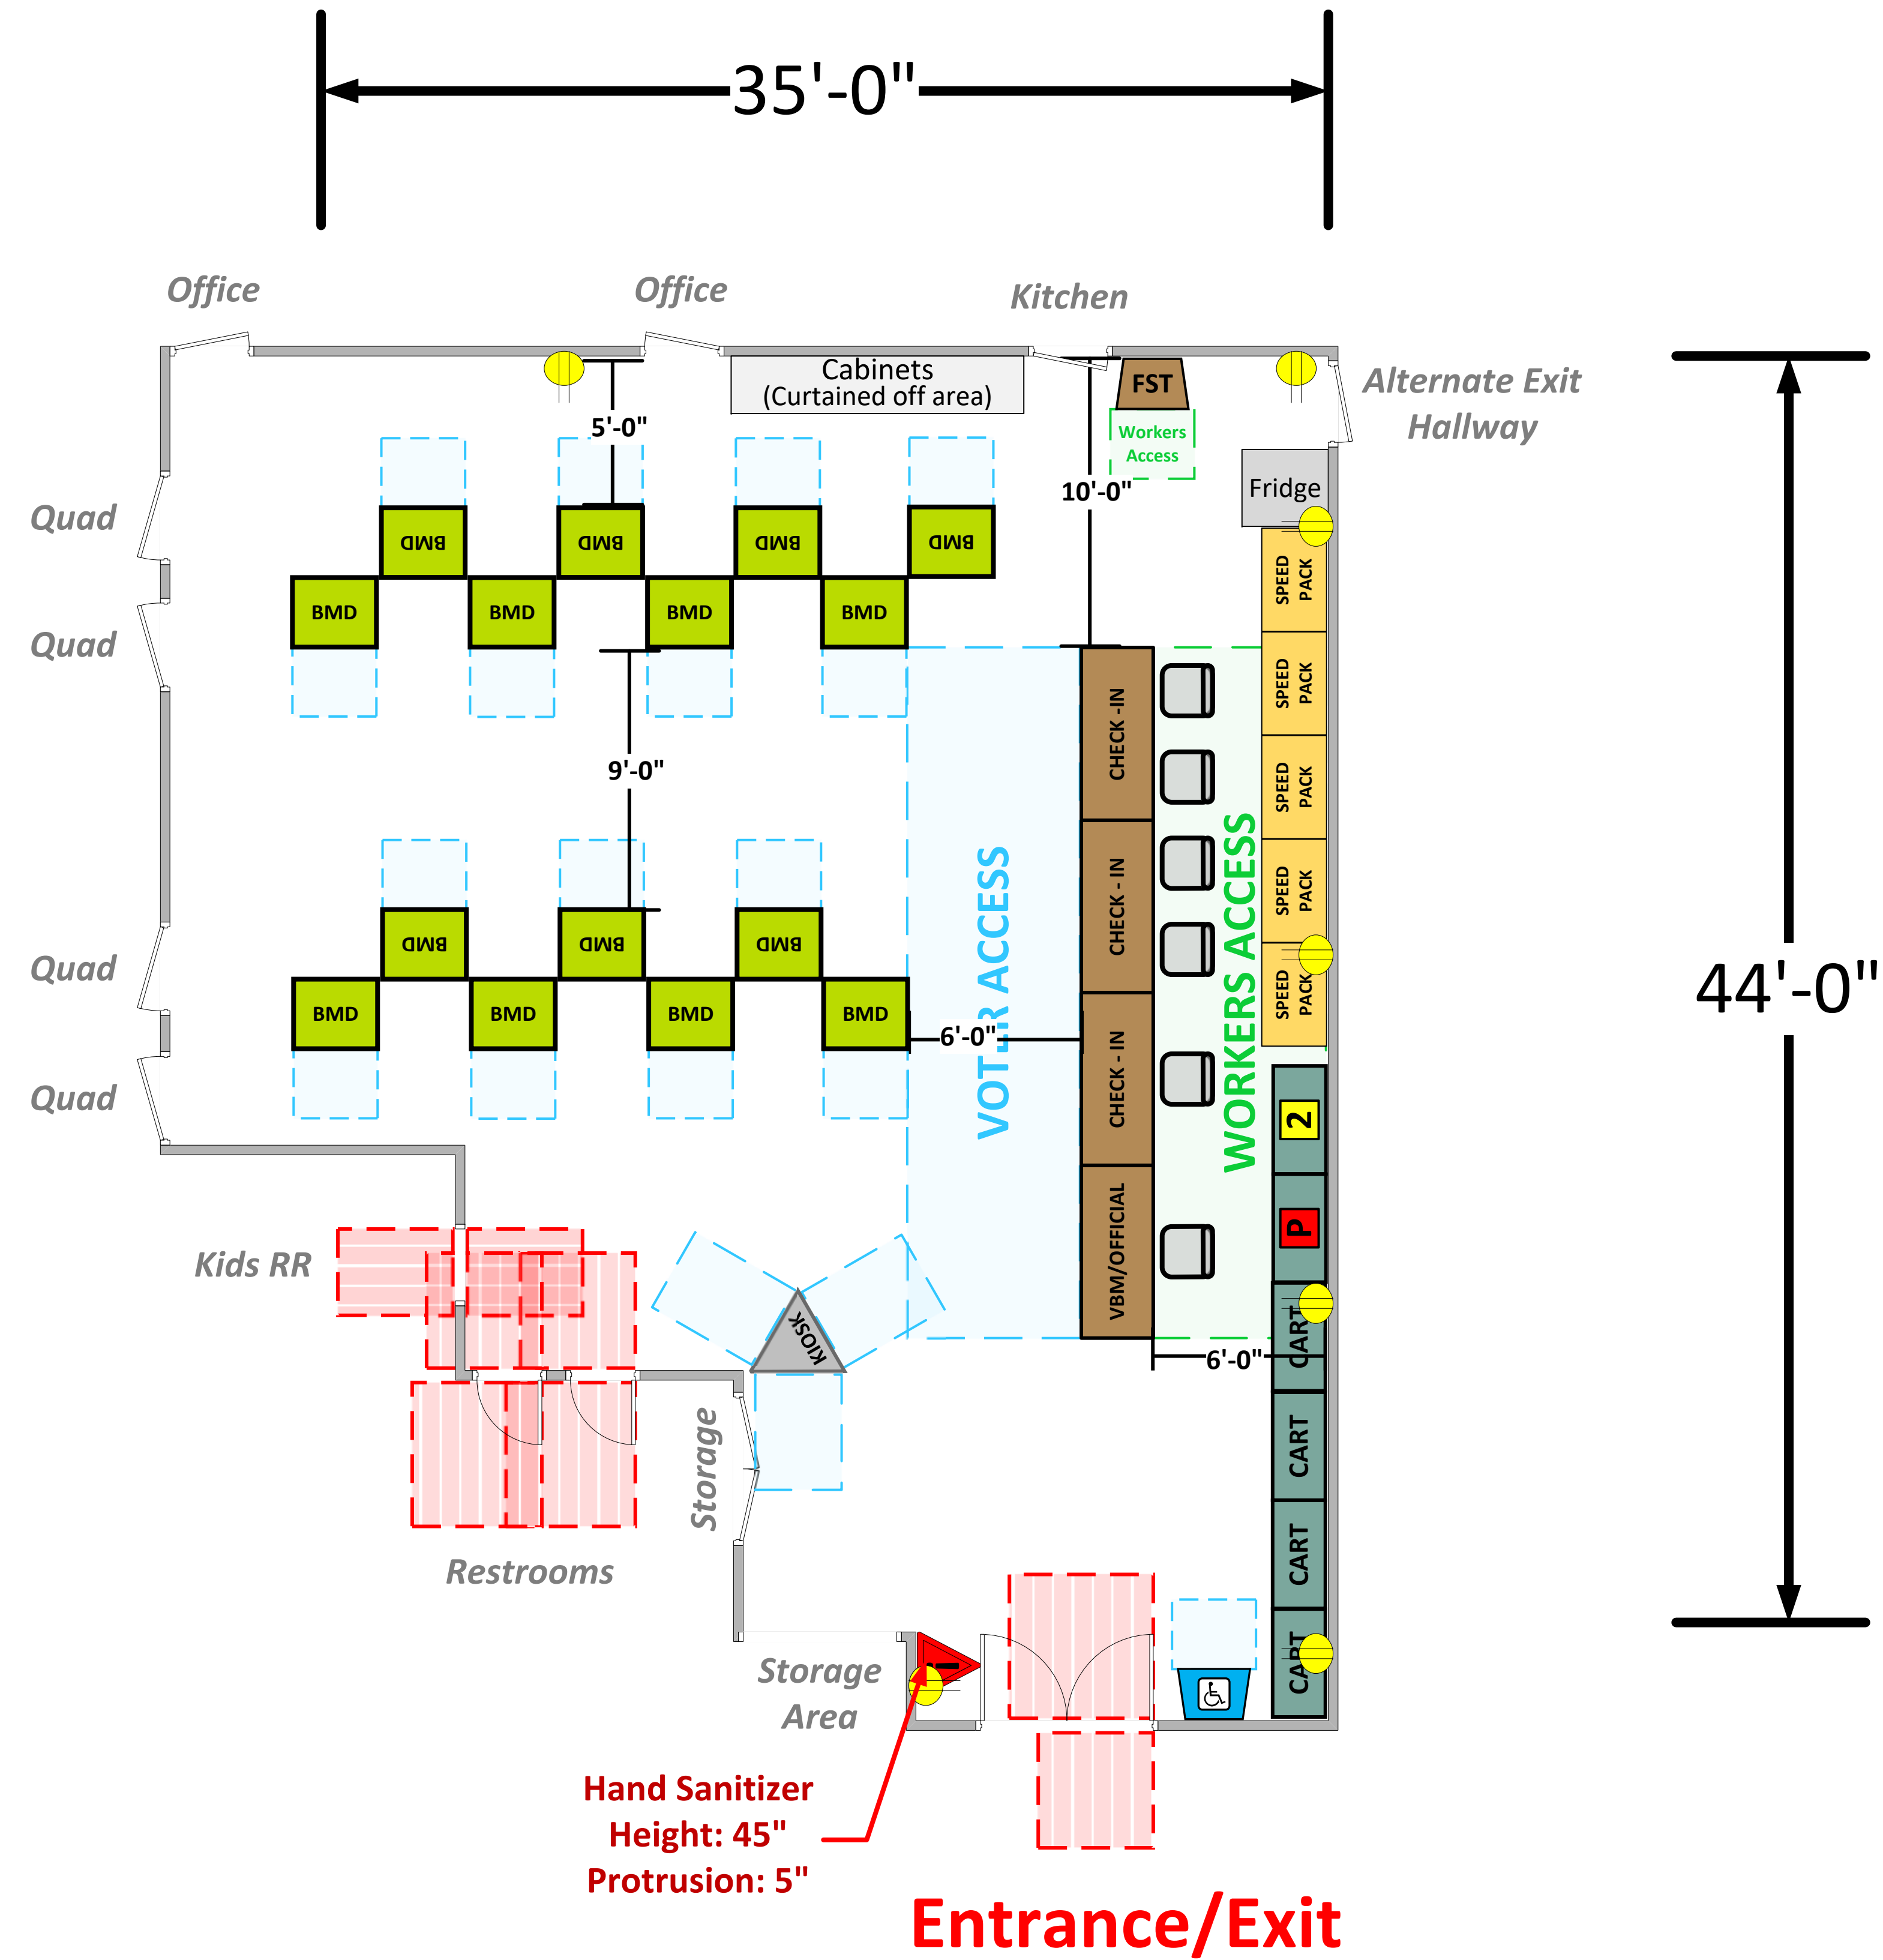 35'-0"
Office
Office
Kitchen
Alternate Exit
Hallway
Cabinets
(Curtained off area)
FST
Workers
Access
5'-0"
10'-0"
Fridge
Quad
Quad
Quad
Quad
BMD
BMD
BMD
BMD
BMD
BMD
BMD
BMD
9'-0"
BMD
BMD
BMD
BMD
BMD
BMD
BMD
6'-0"
VOTER ACCESS
CHECK -IN
CHECK - IN
CHECK - IN
VBM/OFFICIAL
WORKERS ACCESS
SPEED
PACK
SPEED
PACK
SPEED
PACK
SPEED
PACK
SPEED
PACK
2
P
CART
CART
CART
CART
6'-0"
44'-0"
Kids RR
KIOSK
Storage
Restrooms
Storage
Area
!
Hand Sanitizer
Height: 45"
Protrusion: 5"
Entrance/Exit